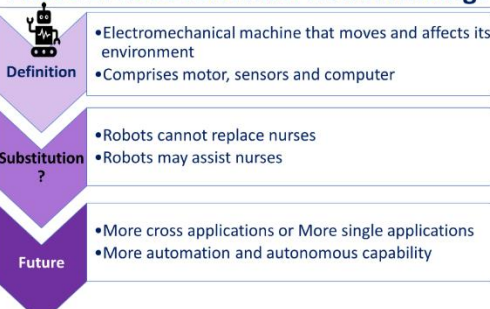 Definition
•Electromechanical machine that moves and affects its
environment
•Comprises motor, sensors and computer
Substitution
?
•Robots cannot replace nurses
•Robots may assist nurses
Future
•More cross applications or More single applications
•More automation and autonomous capability